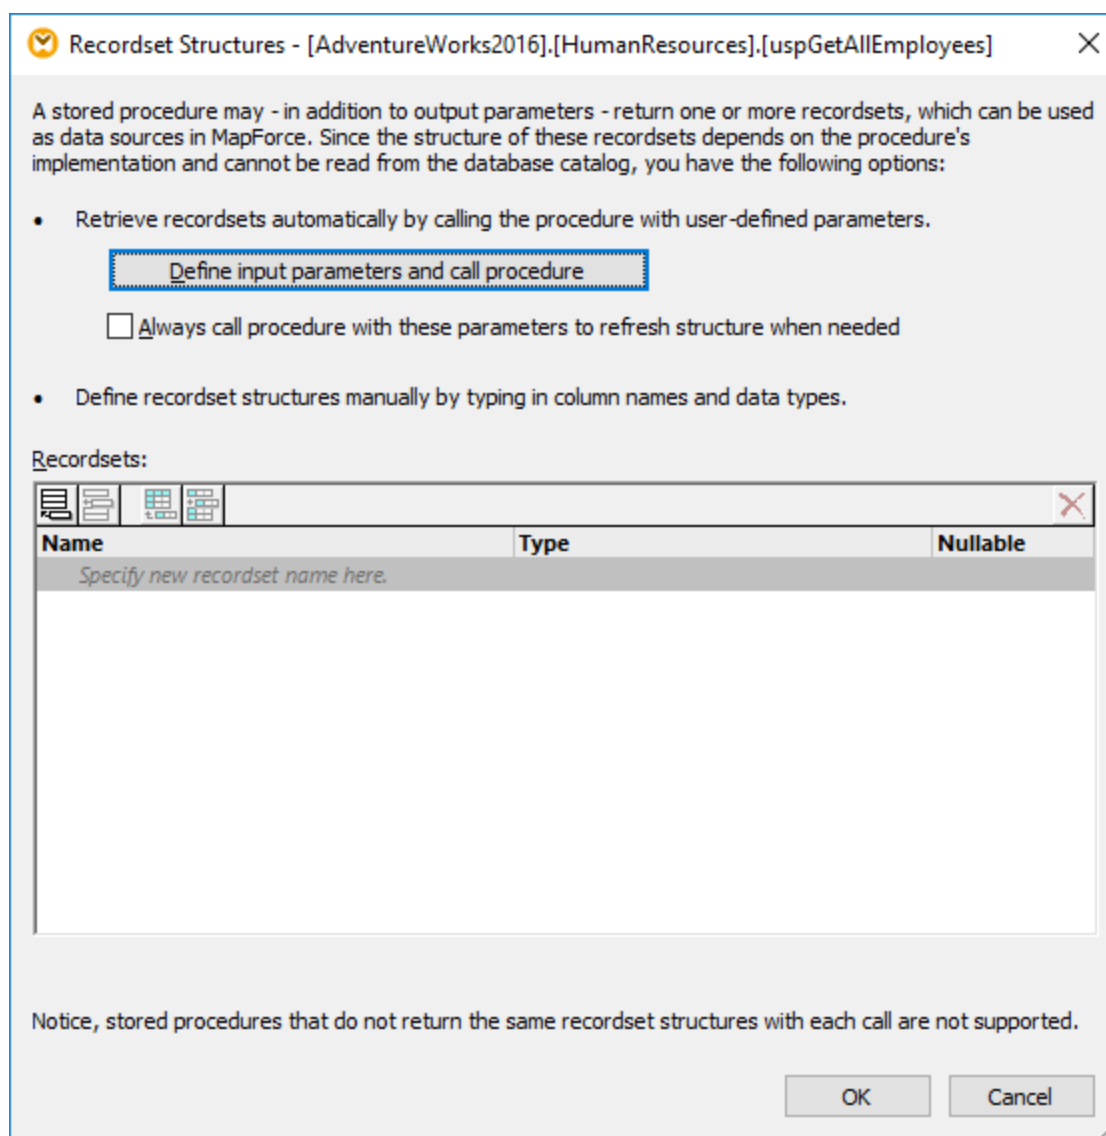 Recordset Structures - [AdventureWorks2016].[HumanResources].[uspGetAllEmployees]
A stored procedure may - in addition to output parameters - return one or more recordsets, which can be used
as data sources in MapForce. Since the structure of these recordsets depends on the procedure's
implementation and cannot be read from the database catalog, you have the following options:
• Retrieve recordsets automatically by calling the procedure with user-defined parameters.
Define input parameters and call procedure
Always call procedure with these parameters to refresh structure when needed
• Define recordset structures manually by typing in column names and data types.
Recordsets:
Name Type Nullable
Specify new recordset name here.
Notice, stored procedures that do not return the same recordset structures with each call are not supported.
OK Cancel